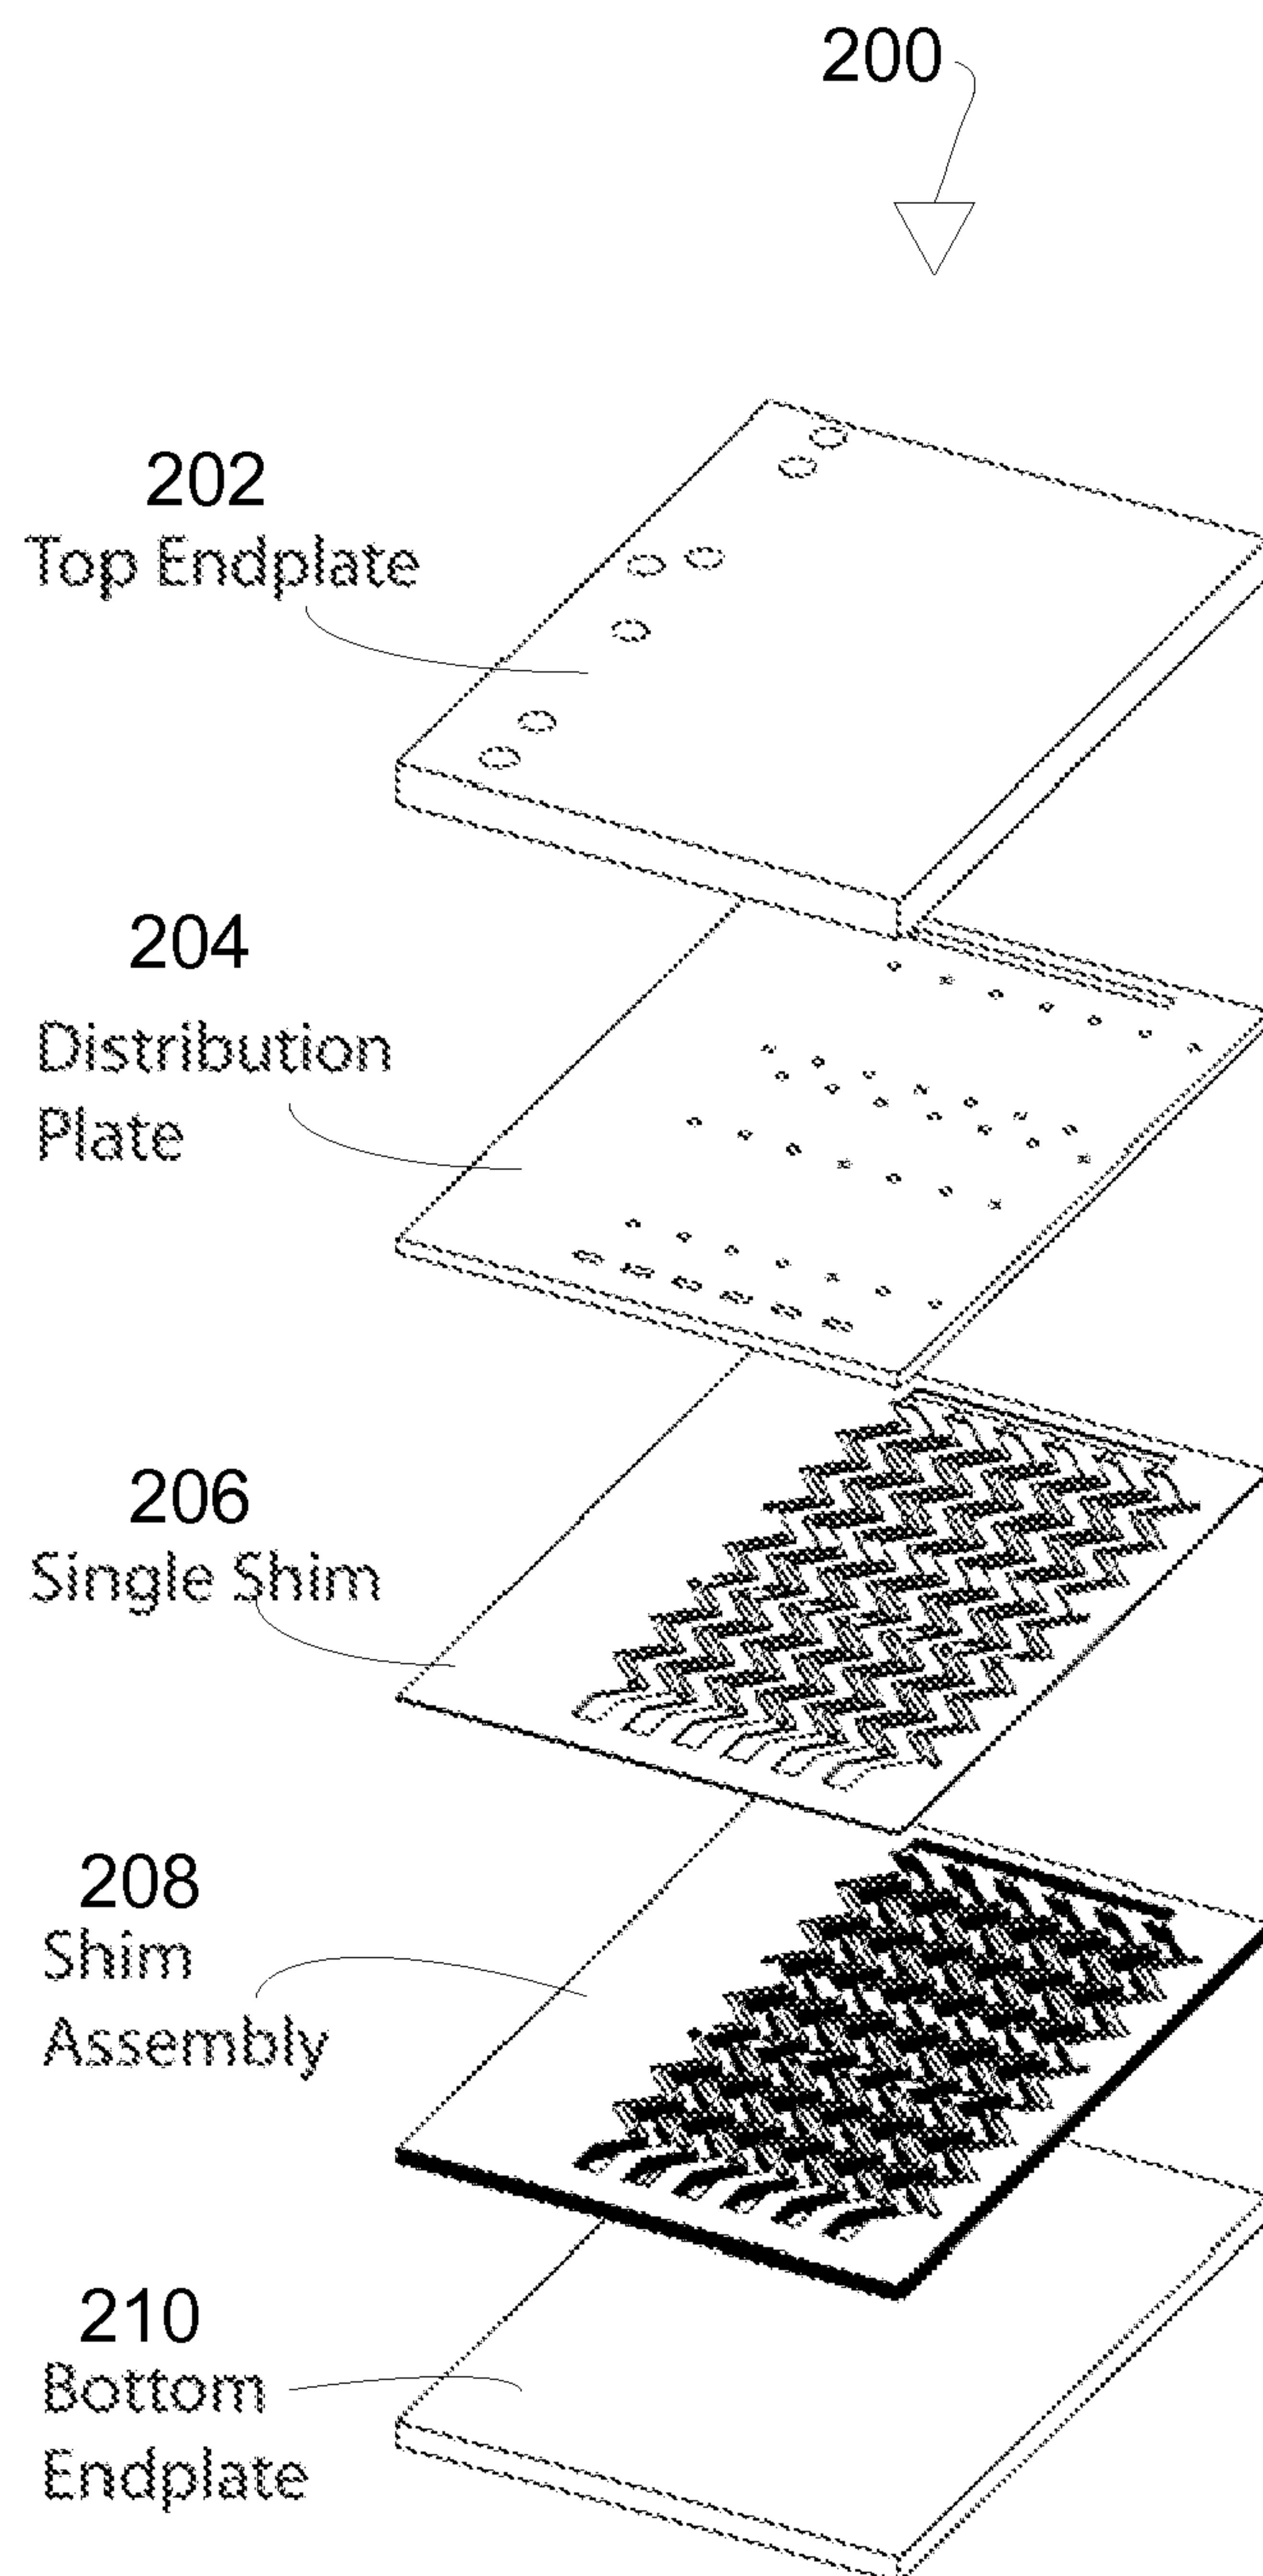 200
202
Top Endplate
204
Distribution
Plate
206
Single Shim
208
Shim
Assembly
210
Bottom
Endplate